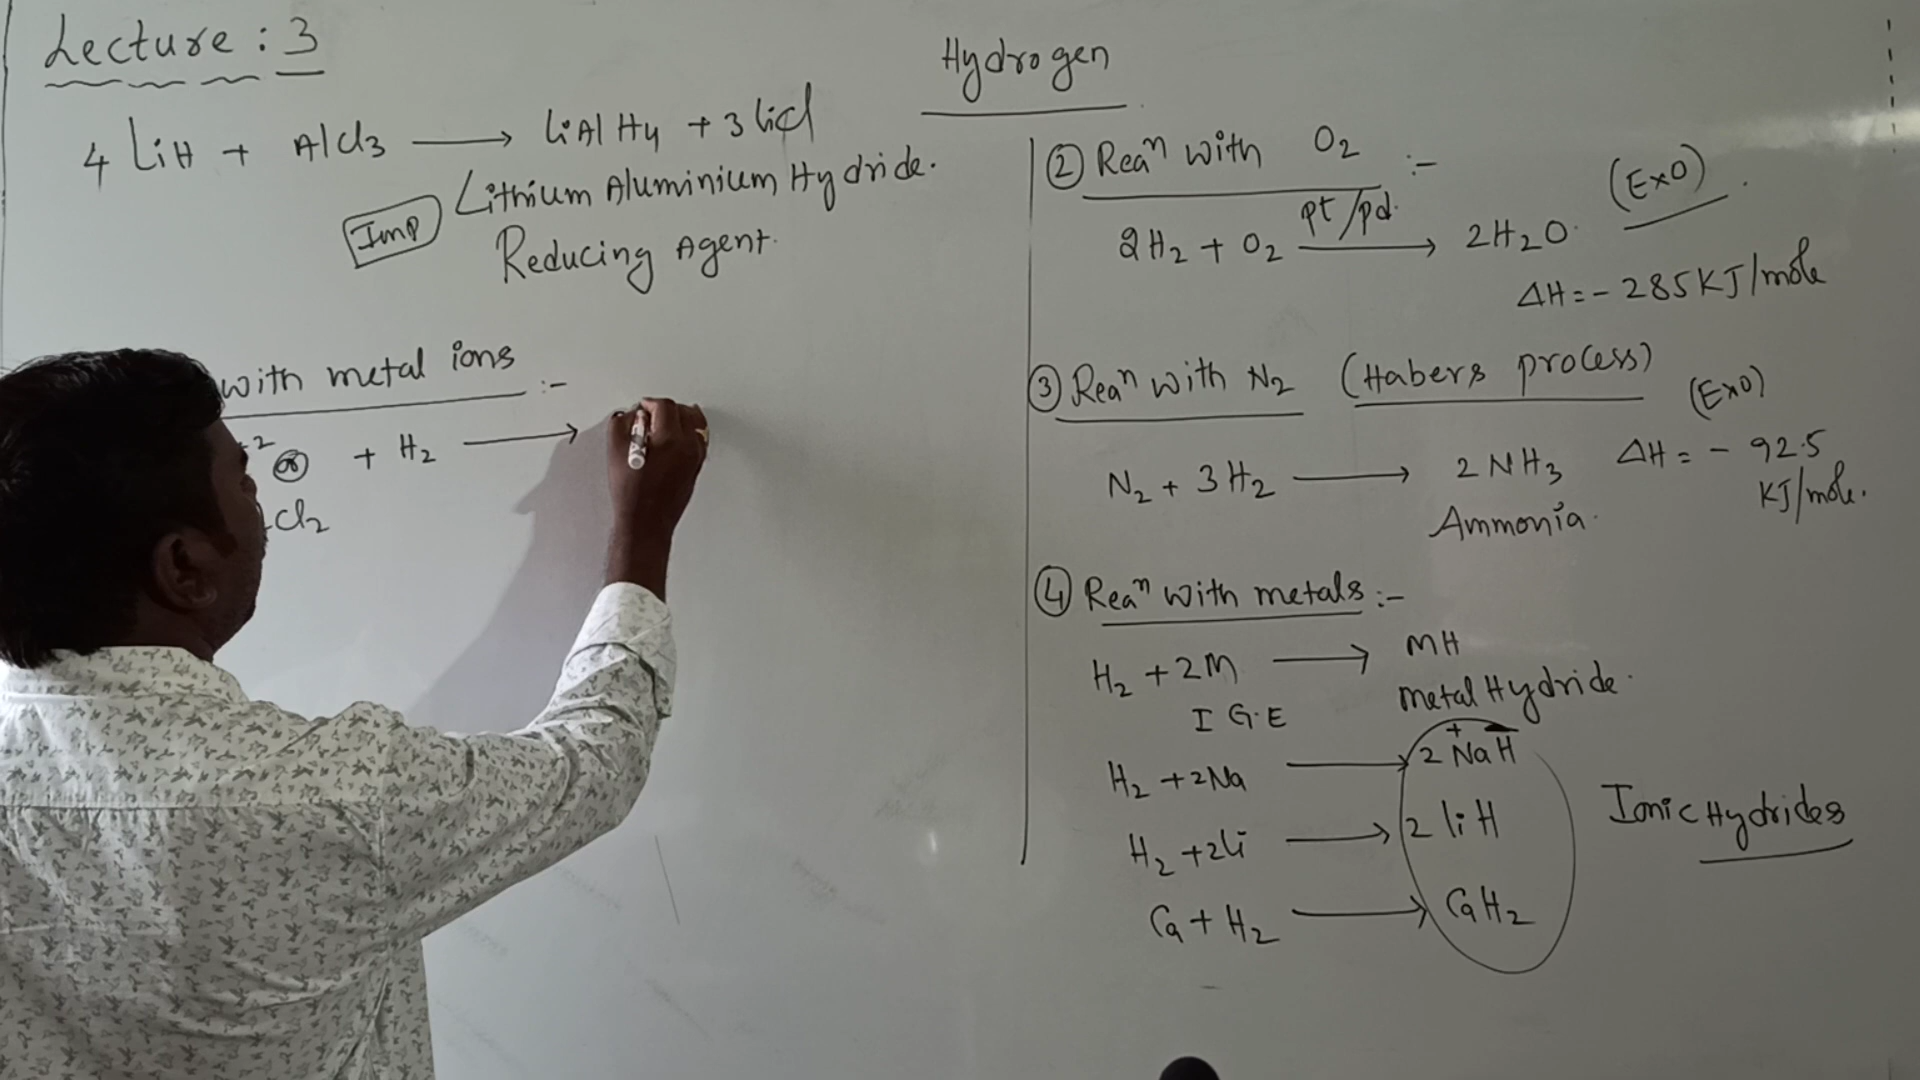 Lecture : 3
Hydrogen
4 LiH + AlCl3 ⟶ LiAlH4 + 3 LiCl
Lithium Aluminium Hydride.
Imp
Reducing Agent.
with metal ions :-
+2 (or) + H2 ⟶
Cl2
② Reaⁿ with O2 :-
2H2 + O2 ⟶ 2H2O. (Exo).
pt/pd.
ΔH = - 285 KJ/mole
③ Reaⁿ with N2 (Habers process)
(Exo)
N2 + 3H2 ⟶ 2NH3 ΔH = - 92.5
KJ/mole.
Ammonia.
④ Reaⁿ with metals :-
H2 + 2M ⟶ MH
I G.E Metal Hydride.
H2 + 2Na ⟶ 2 Na⁺H⁻
H2 + 2Li ⟶ 2 LiH
Ionic Hydrides
Ca + H2 ⟶ CaH2